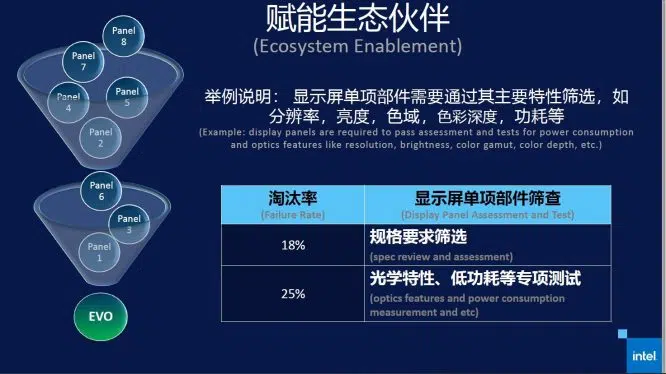 赋能生态伙伴
(Ecosystem Enablement)
Panel
8
Panel
7
Panel
4
Panel
5
Panel
2
Panel
6
Panel
3
Panel
1
EVO
举例说明： 显示屏单项部件需要通过其主要特性筛选，如
分辨率，亮度，色域，色彩深度，功耗等
(Example: display panels are required to pass assessment and tests for power consumption
and optics features like resolution, brightness, color gamut, color depth, etc.)
淘汰率
(Failure Rate)
显示屏单项部件筛查
(Display Panel Assessment and Test)
18%
规格要求筛选
(spec review and assessment)
25%
光学特性、低功耗等专项测试
(optics features and power consumption
measurement and etc)
intel